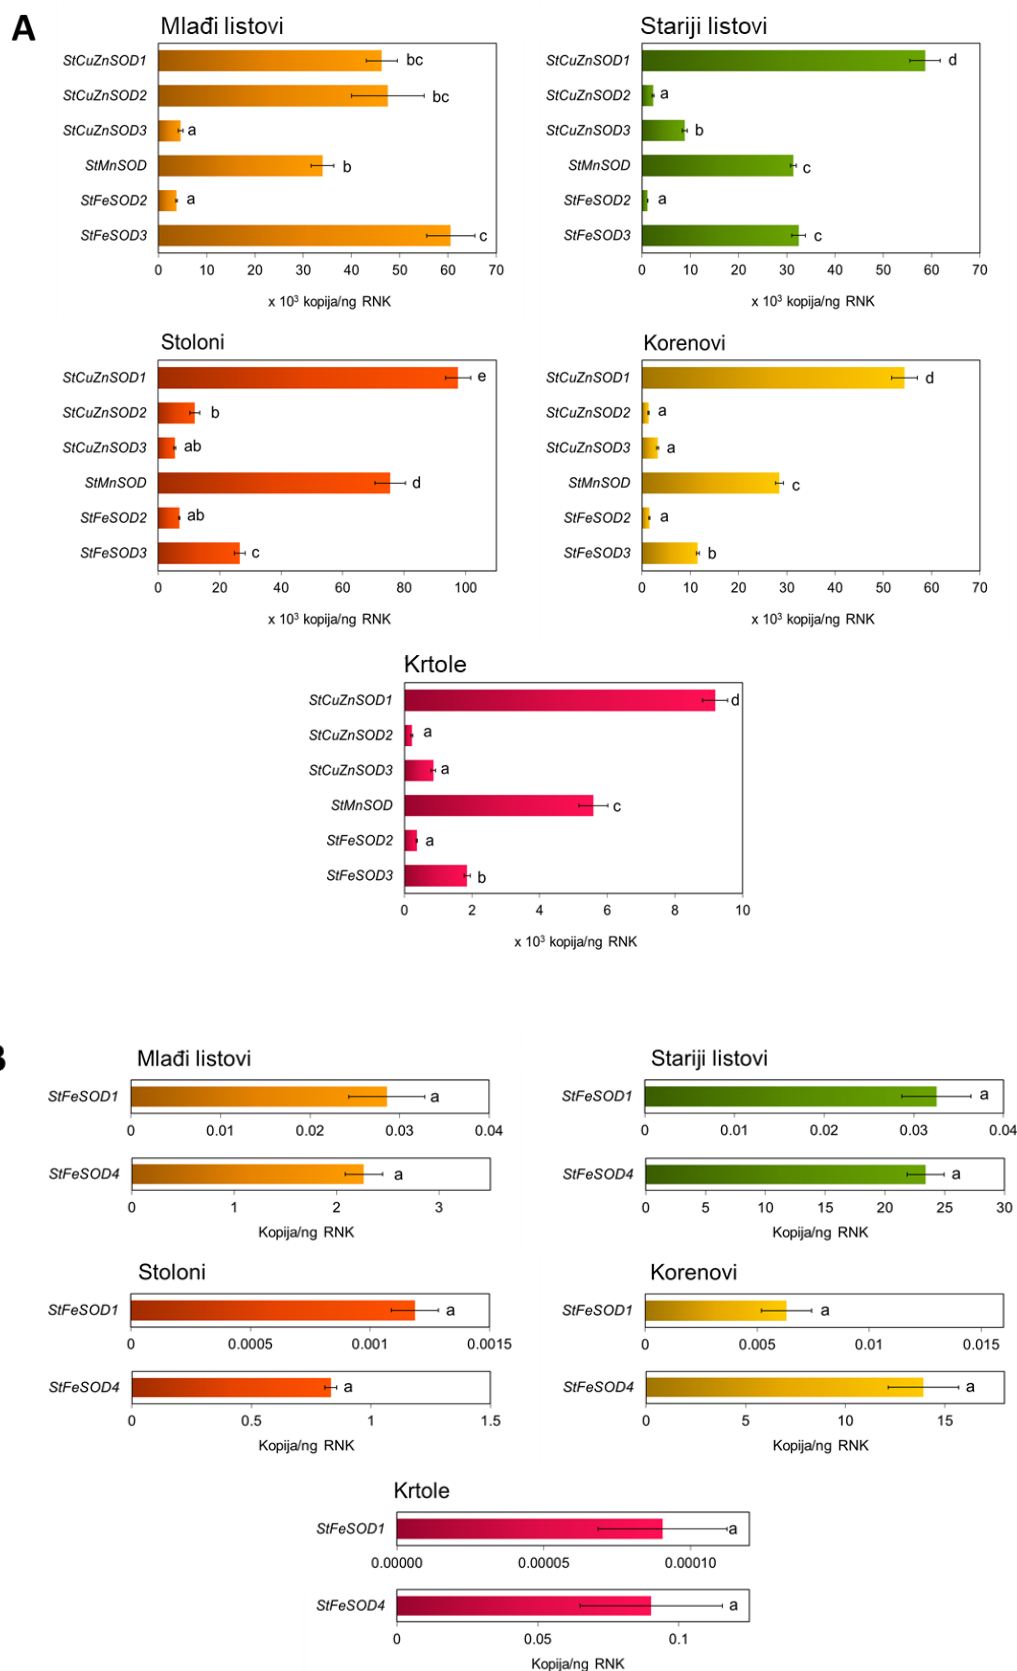 A
Mlađi listovi
StCuZnSOD1 bc
StCuZnSOD2 bc
StCuZnSOD3 a
StMnSOD b
StFeSOD2 a
StFeSOD3 c
0 10 20 30 40 50 60 70
x 10³ kopija/ng RNK
Stariji listovi
StCuZnSOD1 d
StCuZnSOD2 a
StCuZnSOD3 b
StMnSOD c
StFeSOD2 a
StFeSOD3 c
0 10 20 30 40 50 60 70
x 10³ kopija/ng RNK
Stoloni
StCuZnSOD1 e
StCuZnSOD2 b
StCuZnSOD3 ab
StMnSOD d
StFeSOD2 ab
StFeSOD3 c
0 20 40 60 80 100
x 10³ kopija/ng RNK
Korenovi
StCuZnSOD1 d
StCuZnSOD2 a
StCuZnSOD3 a
StMnSOD c
StFeSOD2 a
StFeSOD3 b
0 10 20 30 40 50 60 70
x 10³ kopija/ng RNK
Krtole
StCuZnSOD1 d
StCuZnSOD2 a
StCuZnSOD3 a
StMnSOD c
StFeSOD2 a
StFeSOD3 b
0 2 4 6 8 10
x 10³ kopija/ng RNK
B
Mlađi listovi
StFeSOD1 a
0 0.01 0.02 0.03 0.04
StFeSOD4 a
0 1 2 3
Kopija/ng RNK
Stariji listovi
StFeSOD1 a
0 0.01 0.02 0.03 0.04
StFeSOD4 a
0 5 10 15 20 25 30
Kopija/ng RNK
Stoloni
StFeSOD1 a
0 0.0005 0.001 0.0015
StFeSOD4 a
0 0.5 1 1.5
Kopija/ng RNK
Korenovi
StFeSOD1 a
0 0.005 0.01 0.015
StFeSOD4 a
0 5 10 15
Kopija/ng RNK
Krtole
StFeSOD1 a
0.00000 0.00005 0.00010
StFeSOD4 a
0 0.05 0.1
Kopija/ng RNK